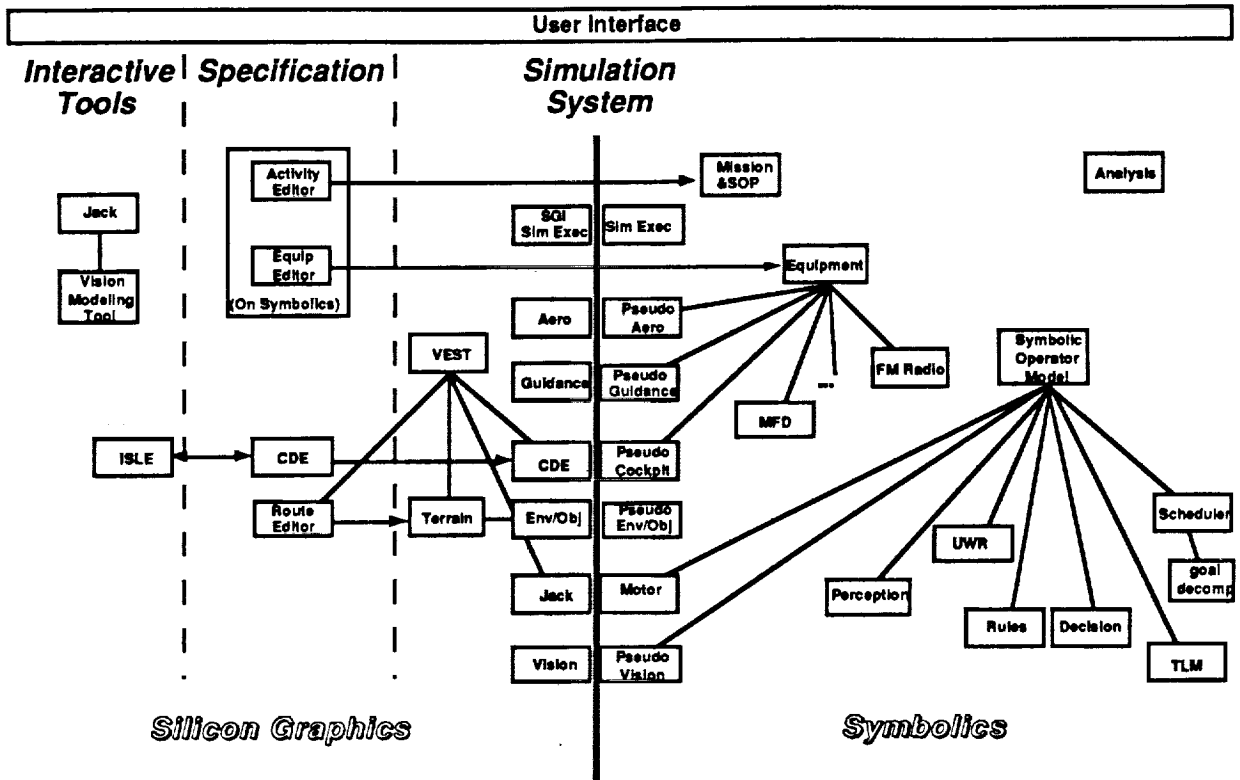 User Interface
Interactive
Tools
Specification
Simulation
System
Activity
Editor
Mission
&SOP
Analysis
Jack
SGI
Sim Exec
Sim Exec
Equip
Editor
(On Symbolics)
Equipment
Vision
Modeling
Tool
Aero
Pseudo
Aero
VEST
Symbolic
Operator
Model
FM Radio
Guidance
Pseudo
Guidance
...
MFD
ISLE
CDE
CDE
Pseudo
Cockpit
Route
Editor
Terrain
Env/Obj
Pseudo
Env/Obj
Scheduler
UWR
goal
decomp
Jack
Motor
Perception
Rules
Decision
Vision
Pseudo
Vision
TLM
Silicon Graphics
Symbolics